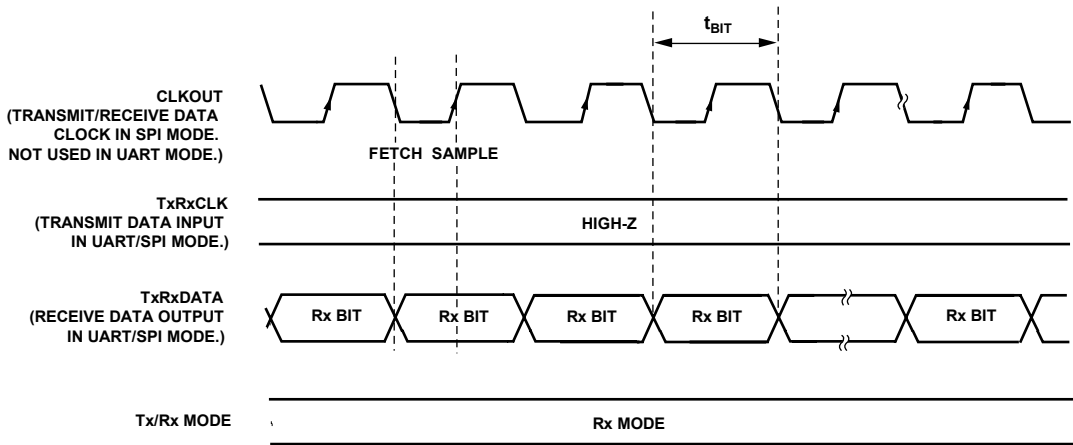 tBIT
CLKOUT
(TRANSMIT/RECEIVE DATA
CLOCK IN SPI MODE.
NOT USED IN UART MODE.)
FETCH SAMPLE
TxRxCLK
(TRANSMIT DATA INPUT
IN UART/SPI MODE.)
HIGH-Z
TxRxDATA
(RECEIVE DATA OUTPUT
IN UART/SPI MODE.)
Rx BIT Rx BIT Rx BIT Rx BIT Rx BIT
Tx/Rx MODE
Rx MODE